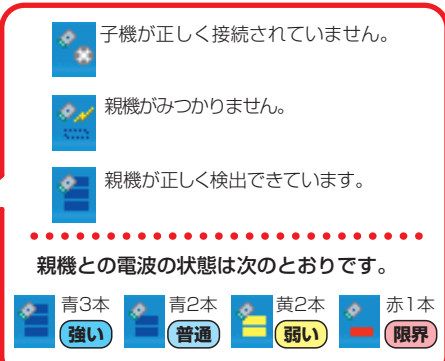 子機が正しく接続されていません。
親機がみつかりません。
親機が正しく検出できています。
親機との電波の状態は次のとおりです。
青3本 青2本 黄2本 赤1本
強い 普通 弱い 限界